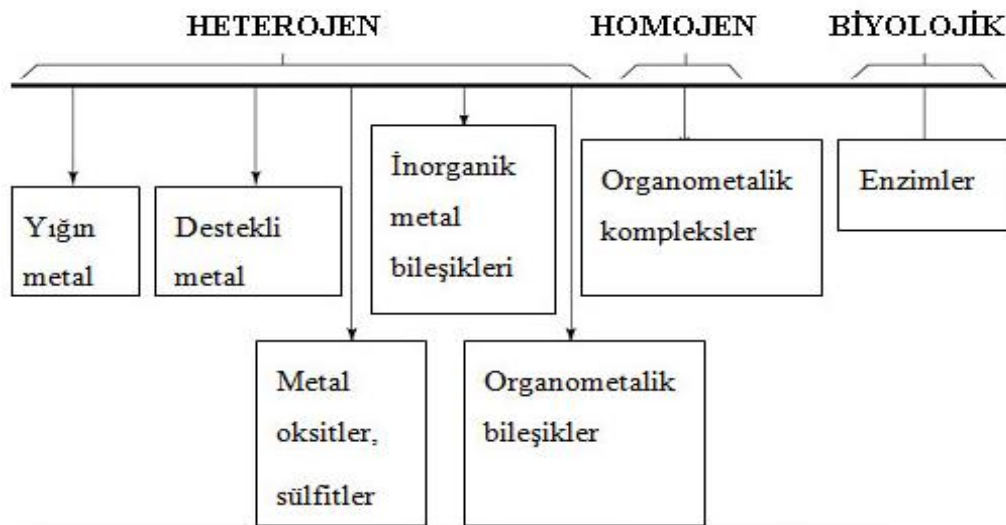 HETEROJEN
HOMOJEN
BİYOLOJİK
Yığın
metal
Destekli
metal
İnorganik
metal
bileşikleri
Organometalik
kompleksler
Enzimler
Metal
oksitler,
sülfitler
Organometalik
bileşikler